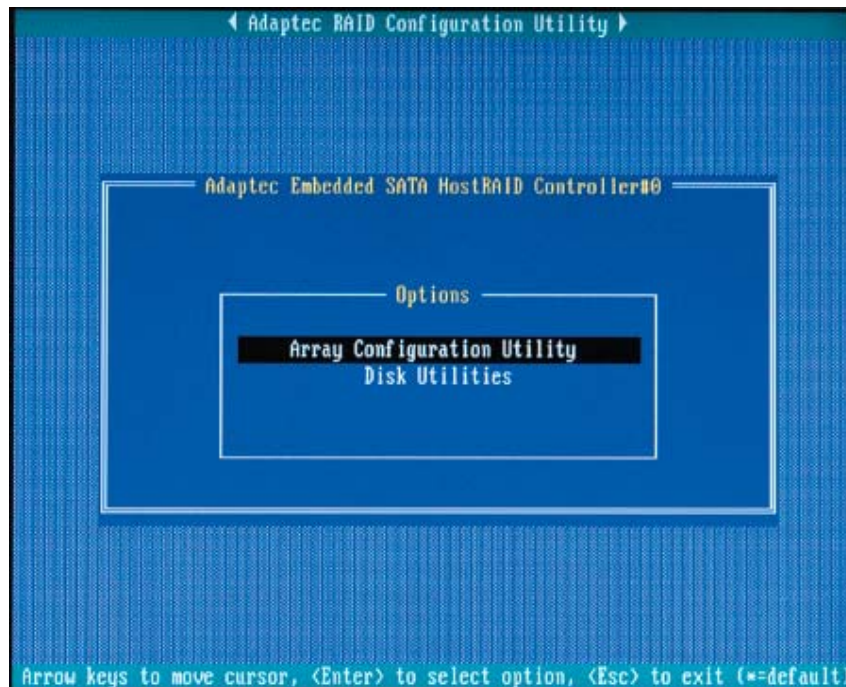 Adaptec RAID Configuration Utility
Adaptec Embedded SATA HostRAID Controller#0
Options
Array Configuration Utility
Disk Utilities
Arrow keys to move cursor, <Enter> to select option, <Esc> to exit (*=default)